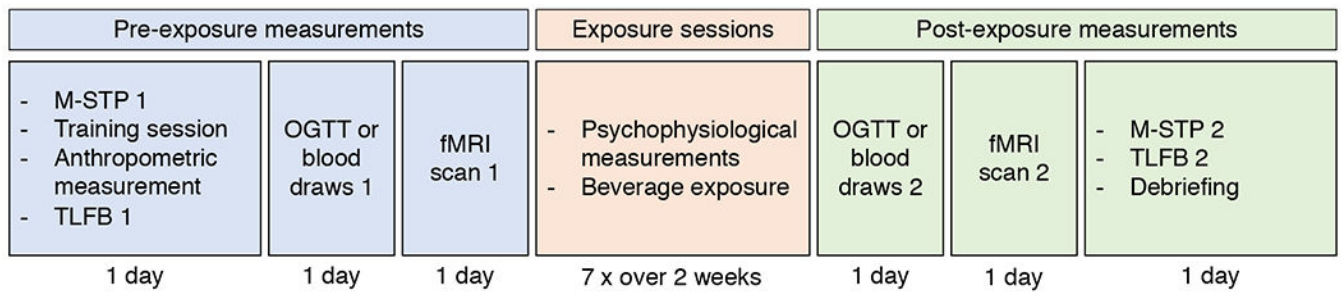 Pre-exposure measurements
Exposure sessions
Post-exposure measurements
- M-STP 1
- Training session
- Anthropometric
measurement
- TLFB 1
OGTT or
blood
draws 1
fMRI
scan 1
- Psychophysiological
measurements
- Beverage exposure
OGTT or
blood
draws 2
fMRI
scan 2
- M-STP 2
- TLFB 2
- Debriefing
1 day
1 day
1 day
7 x over 2 weeks
1 day
1 day
1 day